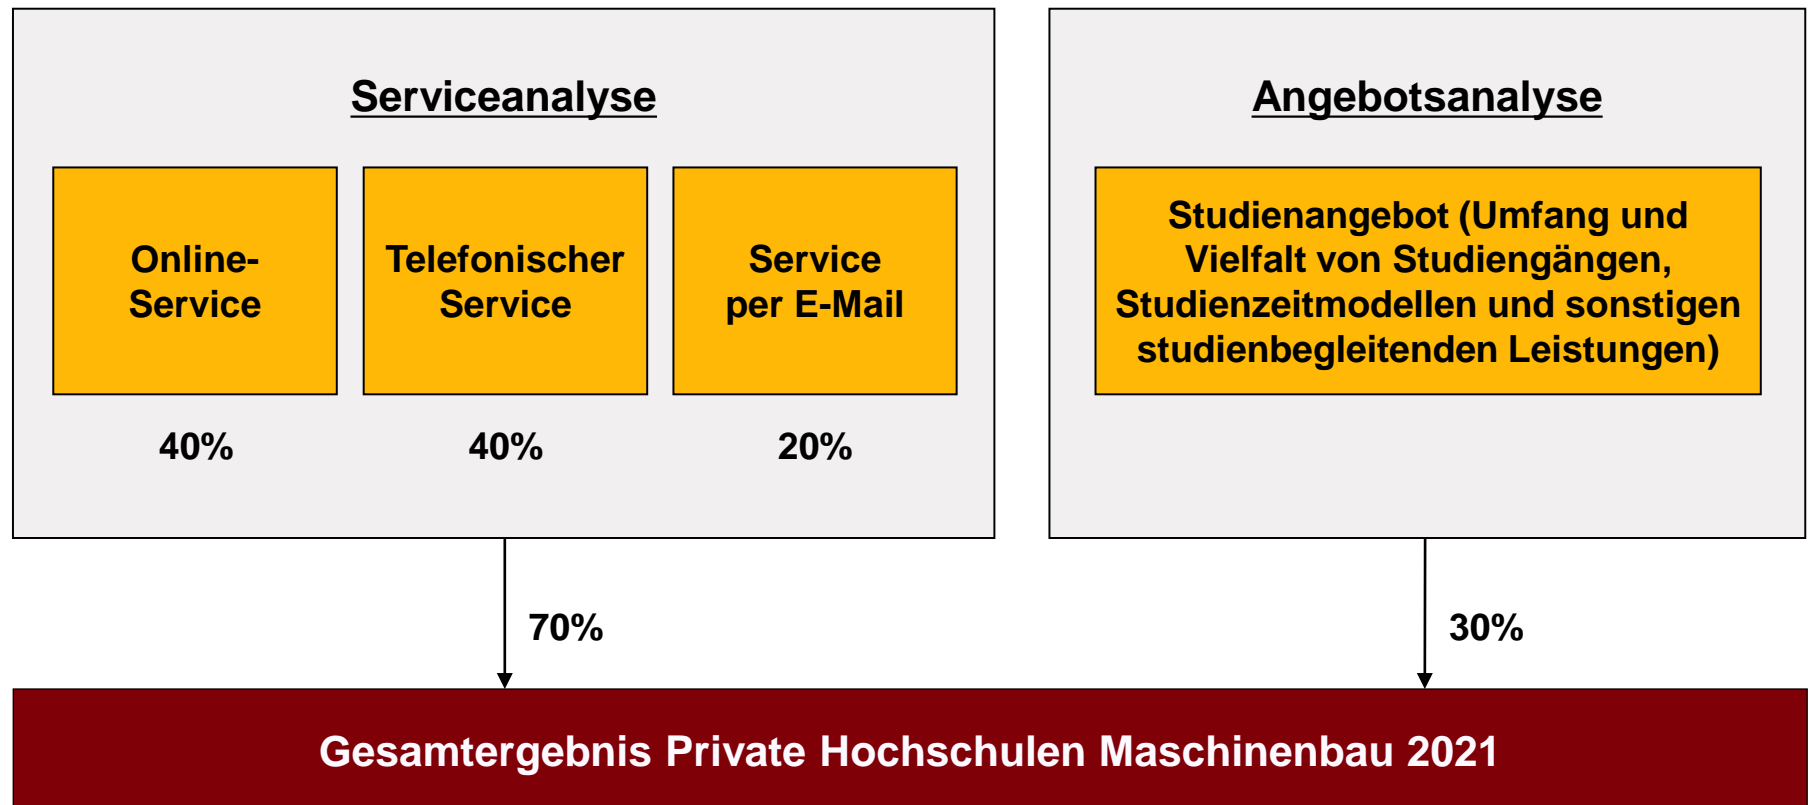 Serviceanalyse
Online-
Service
Telefonischer
Service
Service
per E-Mail
40%
40%
20%
Angebotsanalyse
Studienangebot (Umfang und
Vielfalt von Studiengängen,
Studienzeitmodellen und sonstigen
studienbegleitenden Leistungen)
70%
30%
Gesamtergebnis Private Hochschulen Maschinenbau 2021